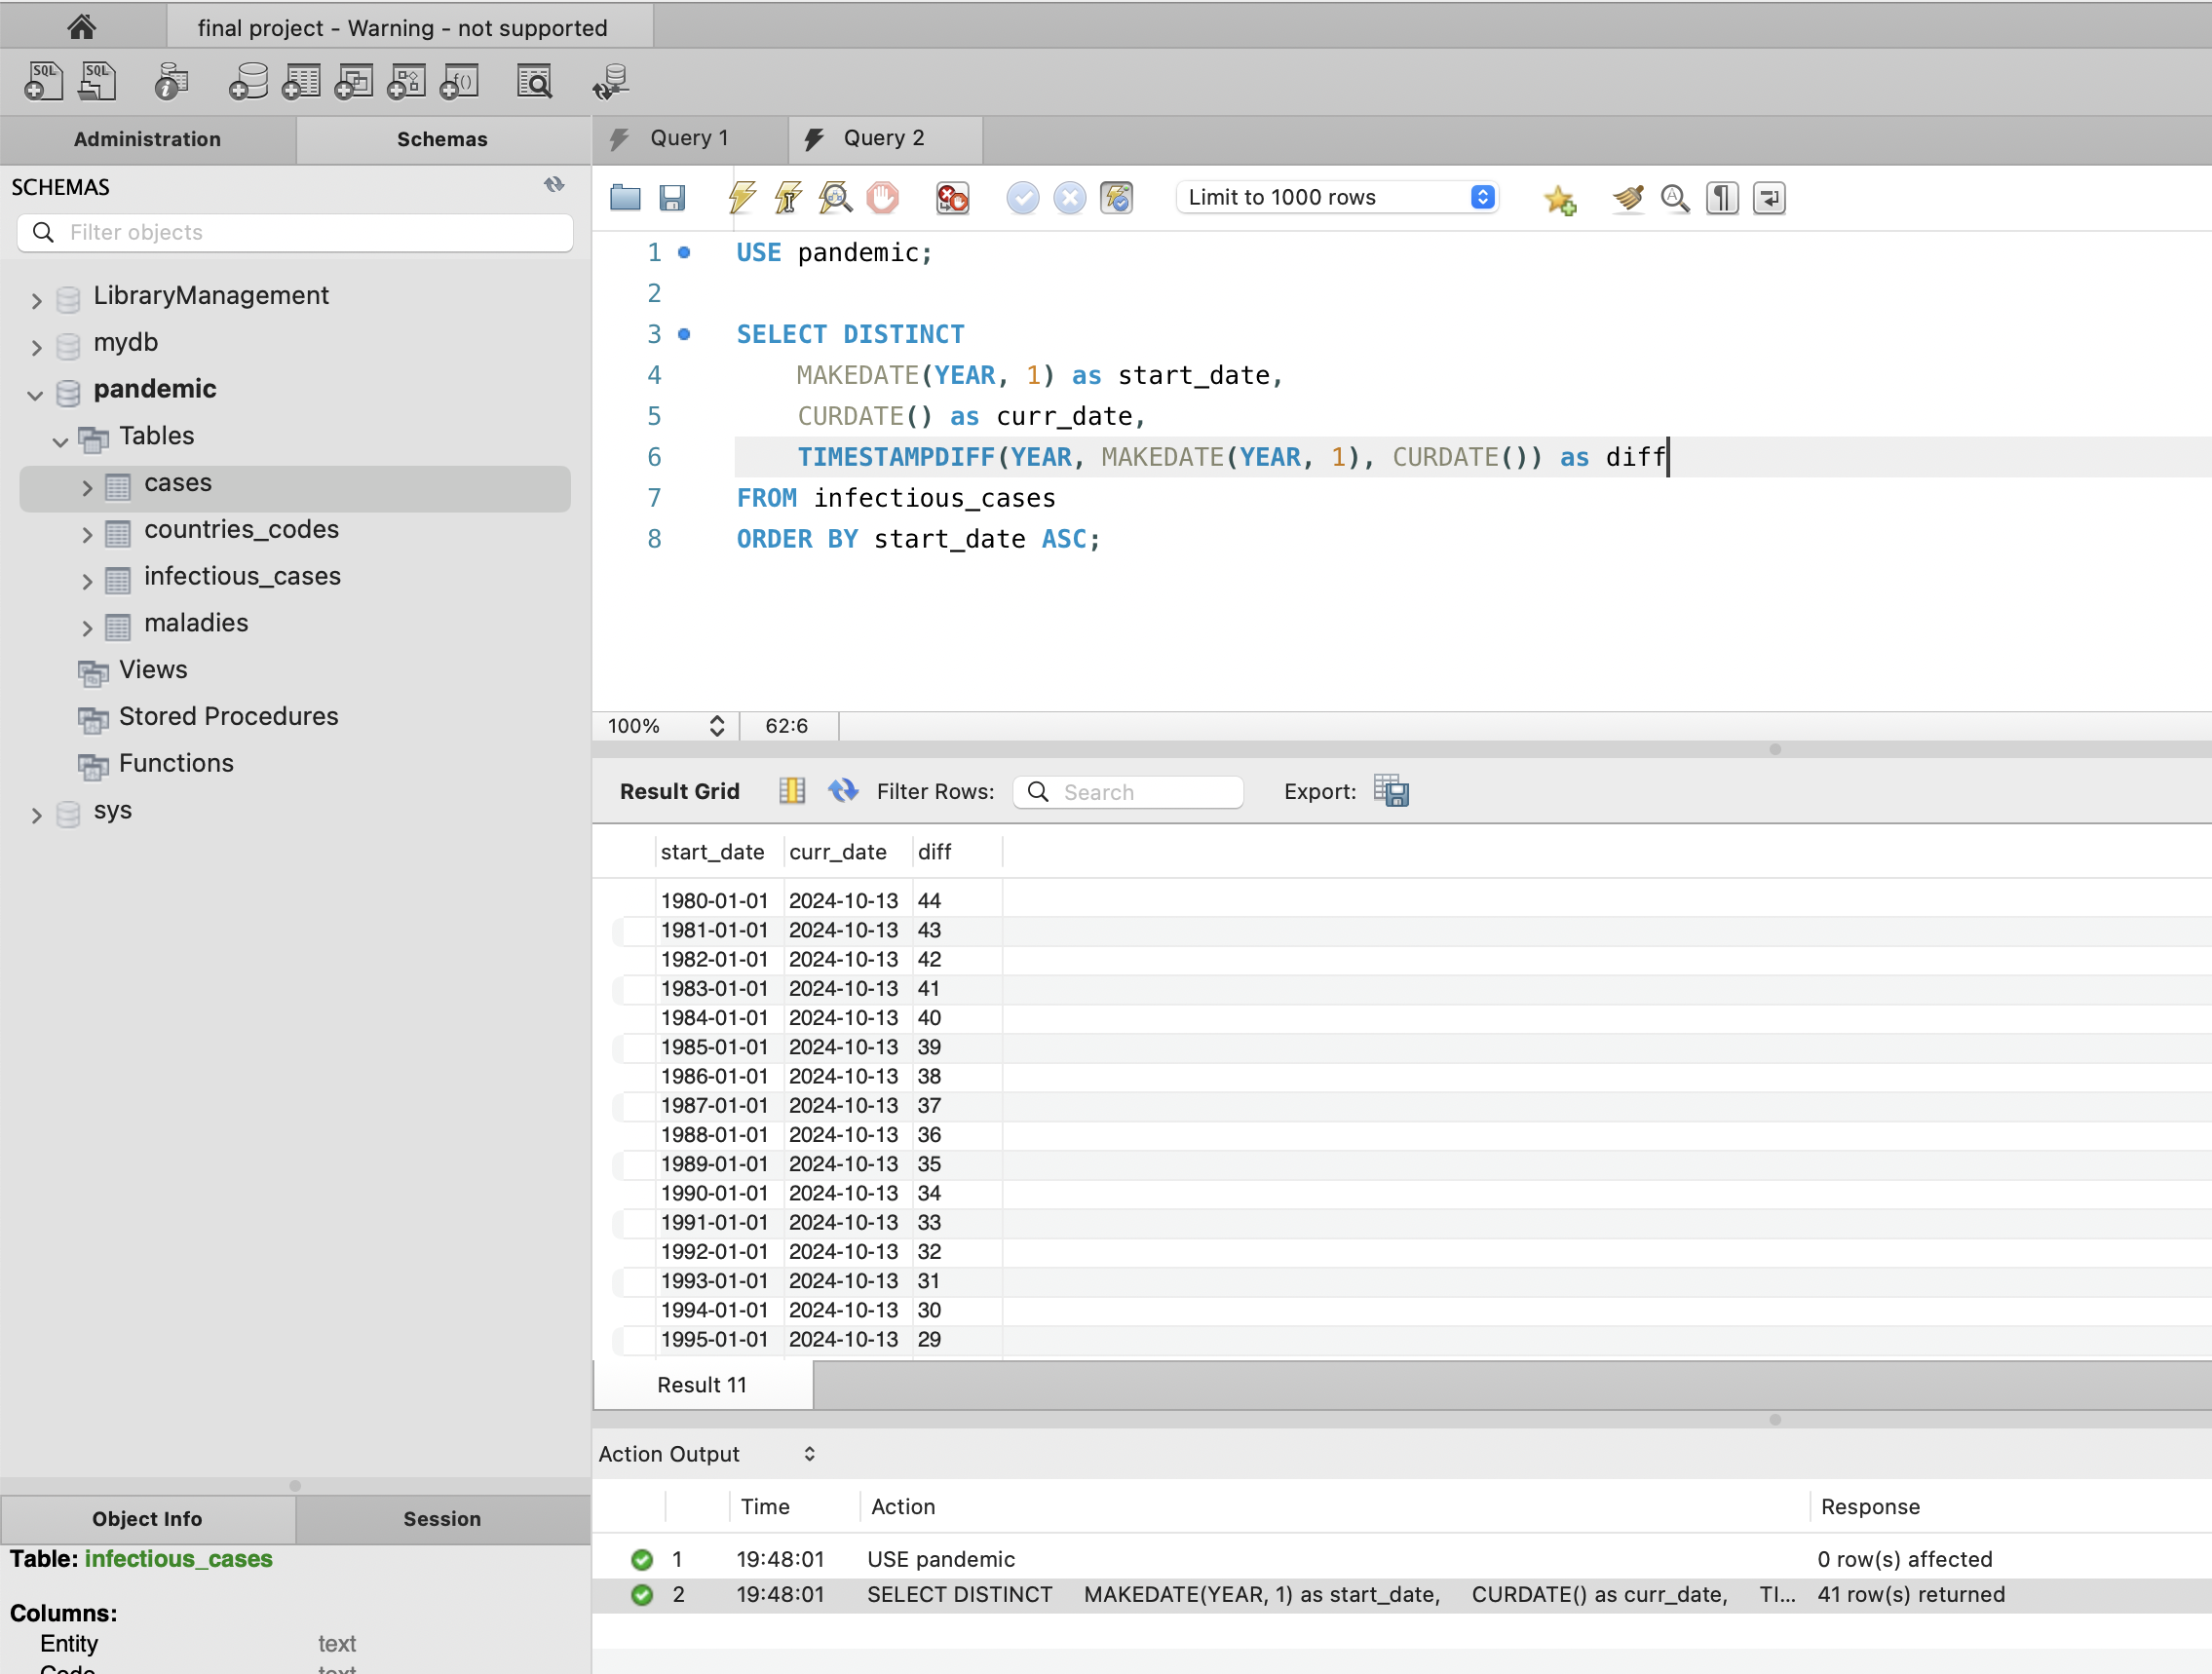 final project - Warning - not supported
SQL SQL
Administration Schemas
SCHEMAS
Filter objects
LibraryManagement
mydb
pandemic
Tables
cases
countries_codes
infectious_cases
maladies
Views
Stored Procedures
Functions
sys
Object Info Session
Table: infectious_cases
Columns:
Entity text
Code text
Query 1 Query 2
Limit to 1000 rows
1 USE pandemic;
2
3 SELECT DISTINCT
4 MAKEDATE(YEAR, 1) as start_date,
5 CURDATE() as curr_date,
6 TIMESTAMPDIFF(YEAR, MAKEDATE(YEAR, 1), CURDATE()) as diff
7 FROM infectious_cases
8 ORDER BY start_date ASC;
100% 62:6
Result Grid Filter Rows: Search Export:
start_date curr_date diff
1980-01-01 2024-10-13 44
1981-01-01 2024-10-13 43
1982-01-01 2024-10-13 42
1983-01-01 2024-10-13 41
1984-01-01 2024-10-13 40
1985-01-01 2024-10-13 39
1986-01-01 2024-10-13 38
1987-01-01 2024-10-13 37
1988-01-01 2024-10-13 36
1989-01-01 2024-10-13 35
1990-01-01 2024-10-13 34
1991-01-01 2024-10-13 33
1992-01-01 2024-10-13 32
1993-01-01 2024-10-13 31
1994-01-01 2024-10-13 30
1995-01-01 2024-10-13 29
Result 11
Action Output
Time Action Response
1 19:48:01 USE pandemic 0 row(s) affected
2 19:48:01 SELECT DISTINCT MAKEDATE(YEAR, 1) as start_date, CURDATE() as curr_date, TI... 41 row(s) returned